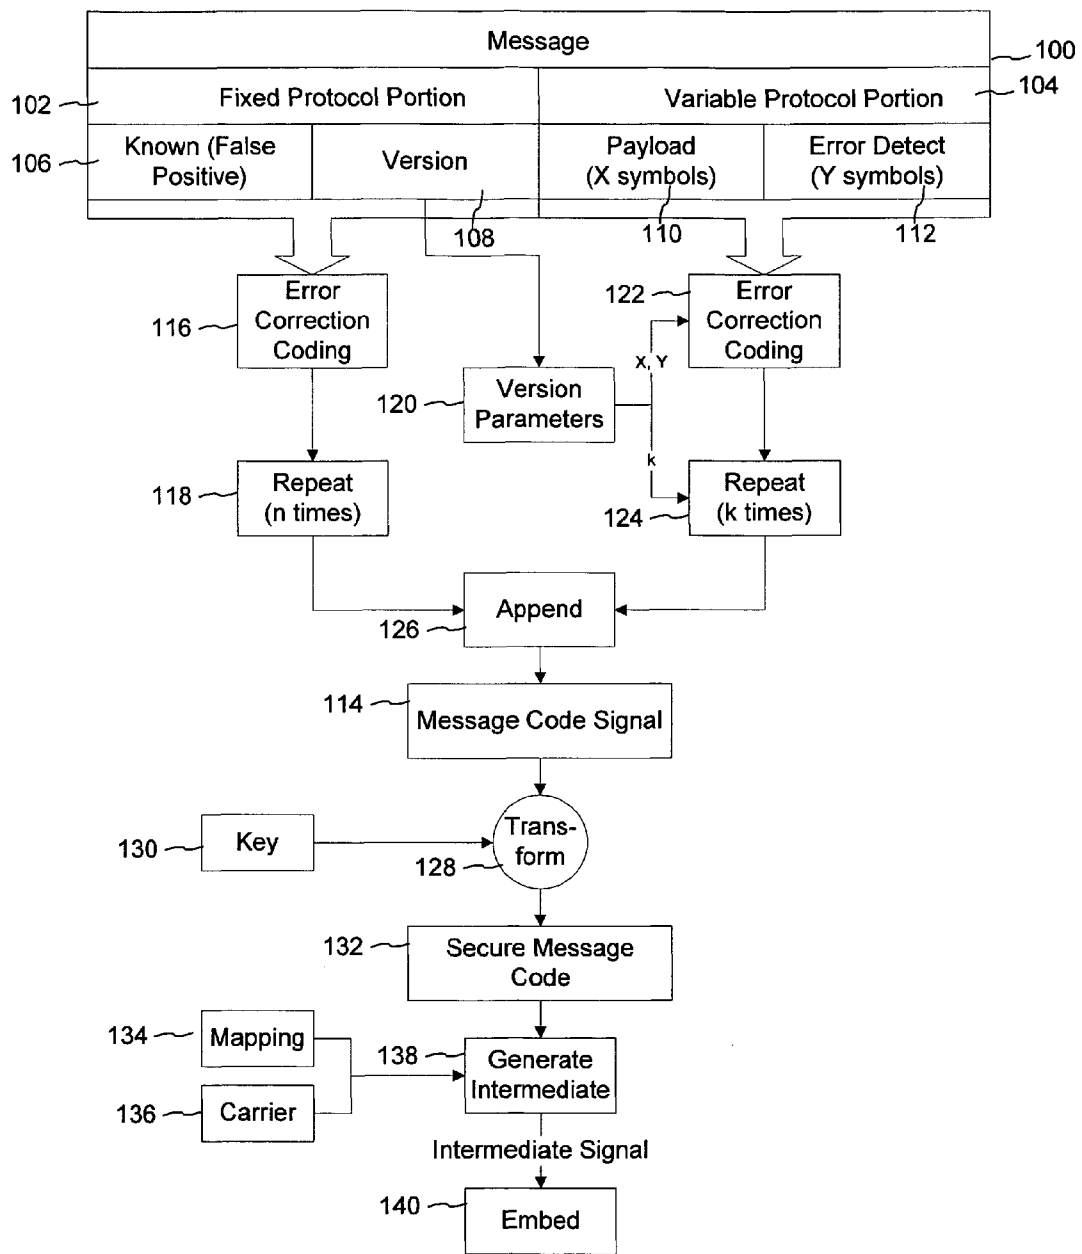 Message
100
102
Fixed Protocol Portion
Variable Protocol Portion
104
106
Known (False
Positive)
Version
Payload
(X symbols)
Error Detect
(Y symbols)
108
110
112
116
Error
Correction
Coding
122
Error
Correction
Coding
X, Y
120
Version
Parameters
k
118
Repeat
(n times)
124
Repeat
(k times)
126
Append
114
Message Code Signal
130
Key
Trans-
form
128
132
Secure Message
Code
134
Mapping
138
Generate
Intermediate
136
Carrier
Intermediate Signal
140
Embed